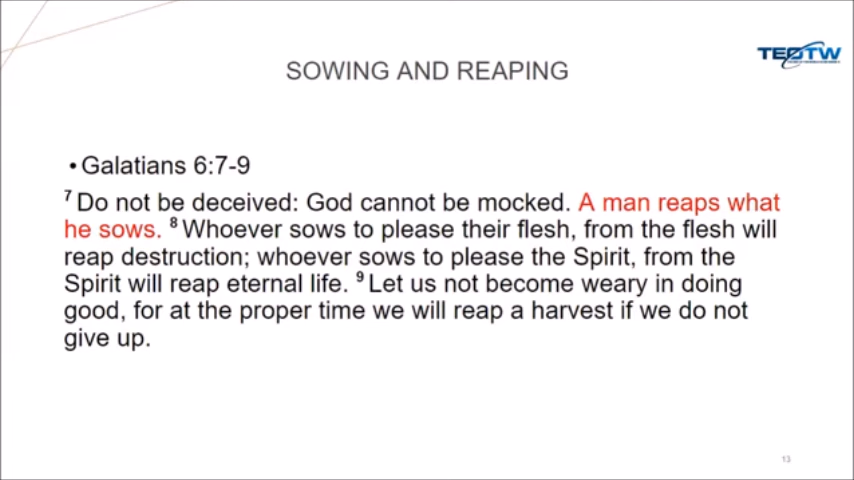 TEOTW
SOWING AND REAPING
• Galatians 6:7-9
7 Do not be deceived: God cannot be mocked. A man reaps what
he sows. 8 Whoever sows to please their flesh, from the flesh will
reap destruction; whoever sows to please the Spirit, from the
Spirit will reap eternal life. 9 Let us not become weary in doing
good, for at the proper time we will reap a harvest if we do not
give up.
13